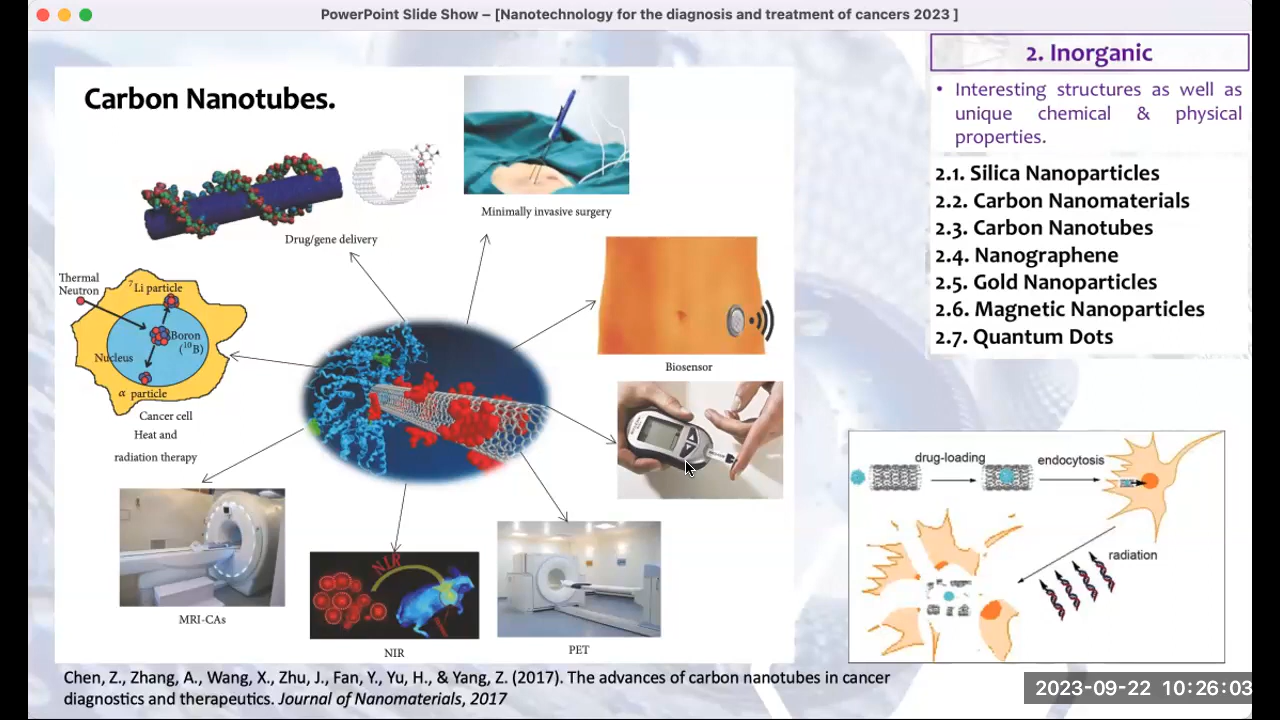 PowerPoint Slide Show – [Nanotechnology for the diagnosis and treatment of cancers 2023 ]
Carbon Nanotubes.
Drug/gene delivery
Minimally invasive surgery
Thermal
Neutron
7Li particle
Boron
(10B)
Nucleus
α particle
Cancer cell
Heat and
radiation therapy
Biosensor
MRI-CAs
NIR
NIR
PET
Chen, Z., Zhang, A., Wang, X., Zhu, J., Fan, Y., Yu, H., & Yang, Z. (2017). The advances of carbon nanotubes in cancer
diagnostics and therapeutics. Journal of Nanomaterials, 2017
2. Inorganic
• Interesting structures as well as
unique chemical & physical
properties.
2.1. Silica Nanoparticles
2.2. Carbon Nanomaterials
2.3. Carbon Nanotubes
2.4. Nanographene
2.5. Gold Nanoparticles
2.6. Magnetic Nanoparticles
2.7. Quantum Dots
drug-loading
endocytosis
radiation
2023-09-22 10:26:03